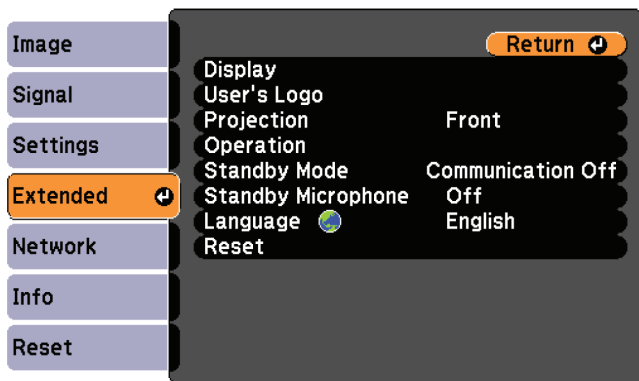 Image
Signal
Settings
Extended
Network
Info
Reset
Return
Display
User's Logo
Projection Front
Operation
Standby Mode Communication Off
Standby Microphone Off
Language English
Reset